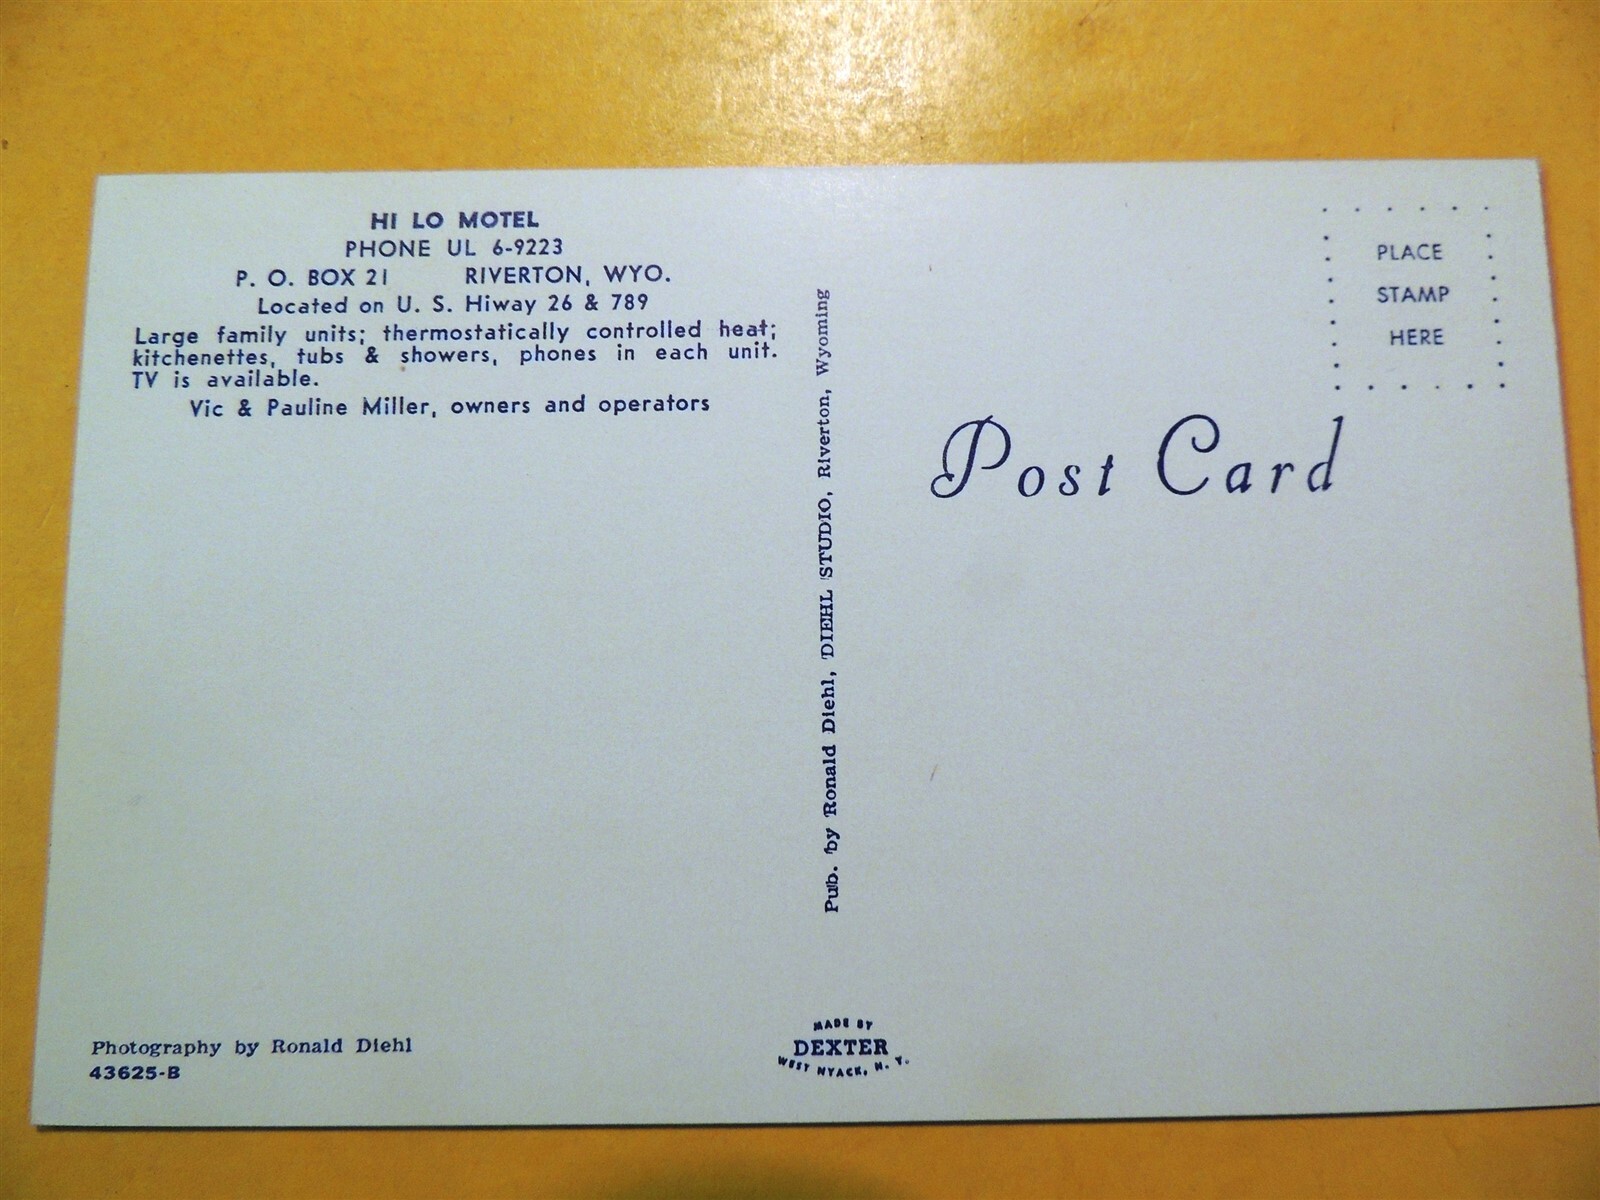 HI LO MOTEL
PHONE UL 6-9223
P. O. BOX 21 RIVERTON, WYO.
Located on U. S. Hiway 26 & 789
Large family units; thermostatically controlled heat;
kitchenettes, tubs & showers, phones in each unit.
TV is available.
Vic & Pauline Miller, owners and operators
Photography by Ronald Diehl
43625-B
Pub. by Ronald Diehl, DIEHL STUDIO, Riverton, Wyoming
MADE BY
DEXTER
WEST NYACK, N. Y.
PLACE
STAMP
HERE
Post Card